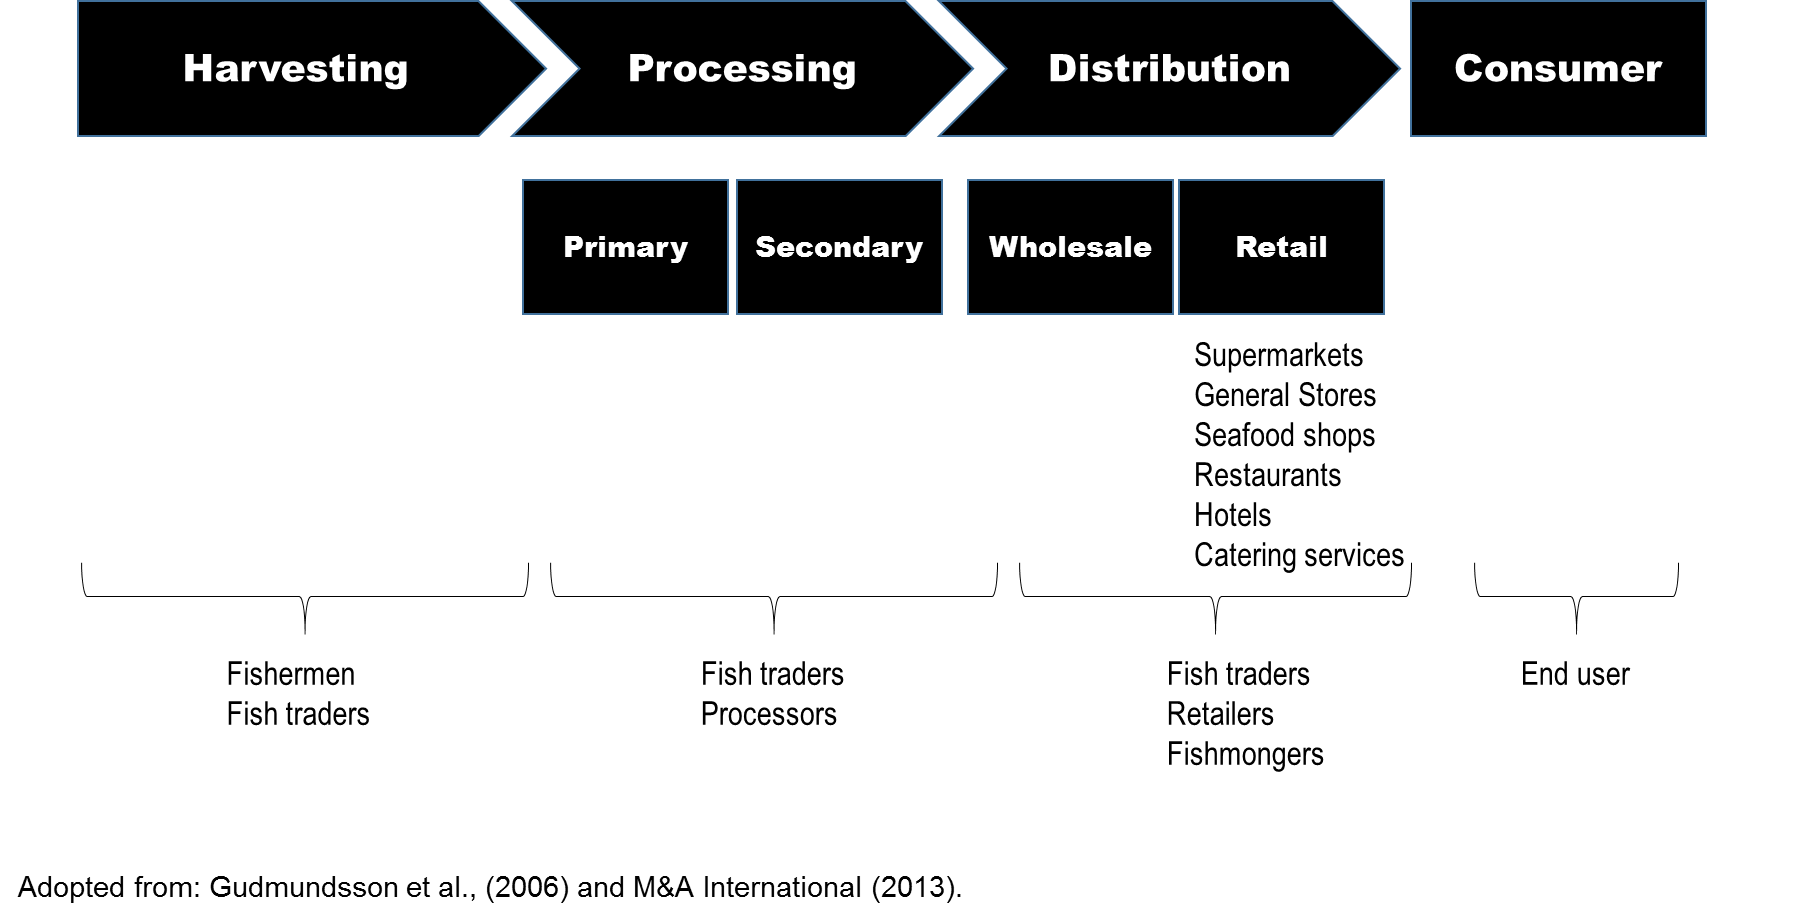 Harvesting
Processing
Distribution
Consumer
Primary
Secondary
Wholesale
Retail
Supermarkets
General Stores
Seafood shops
Restaurants
Hotels
Catering services
Fishermen
Fish traders
Fish traders
Processors
Fish traders
Retailers
Fishmongers
End user
Adopted from: Gudmundsson et al., (2006) and M&A International (2013).